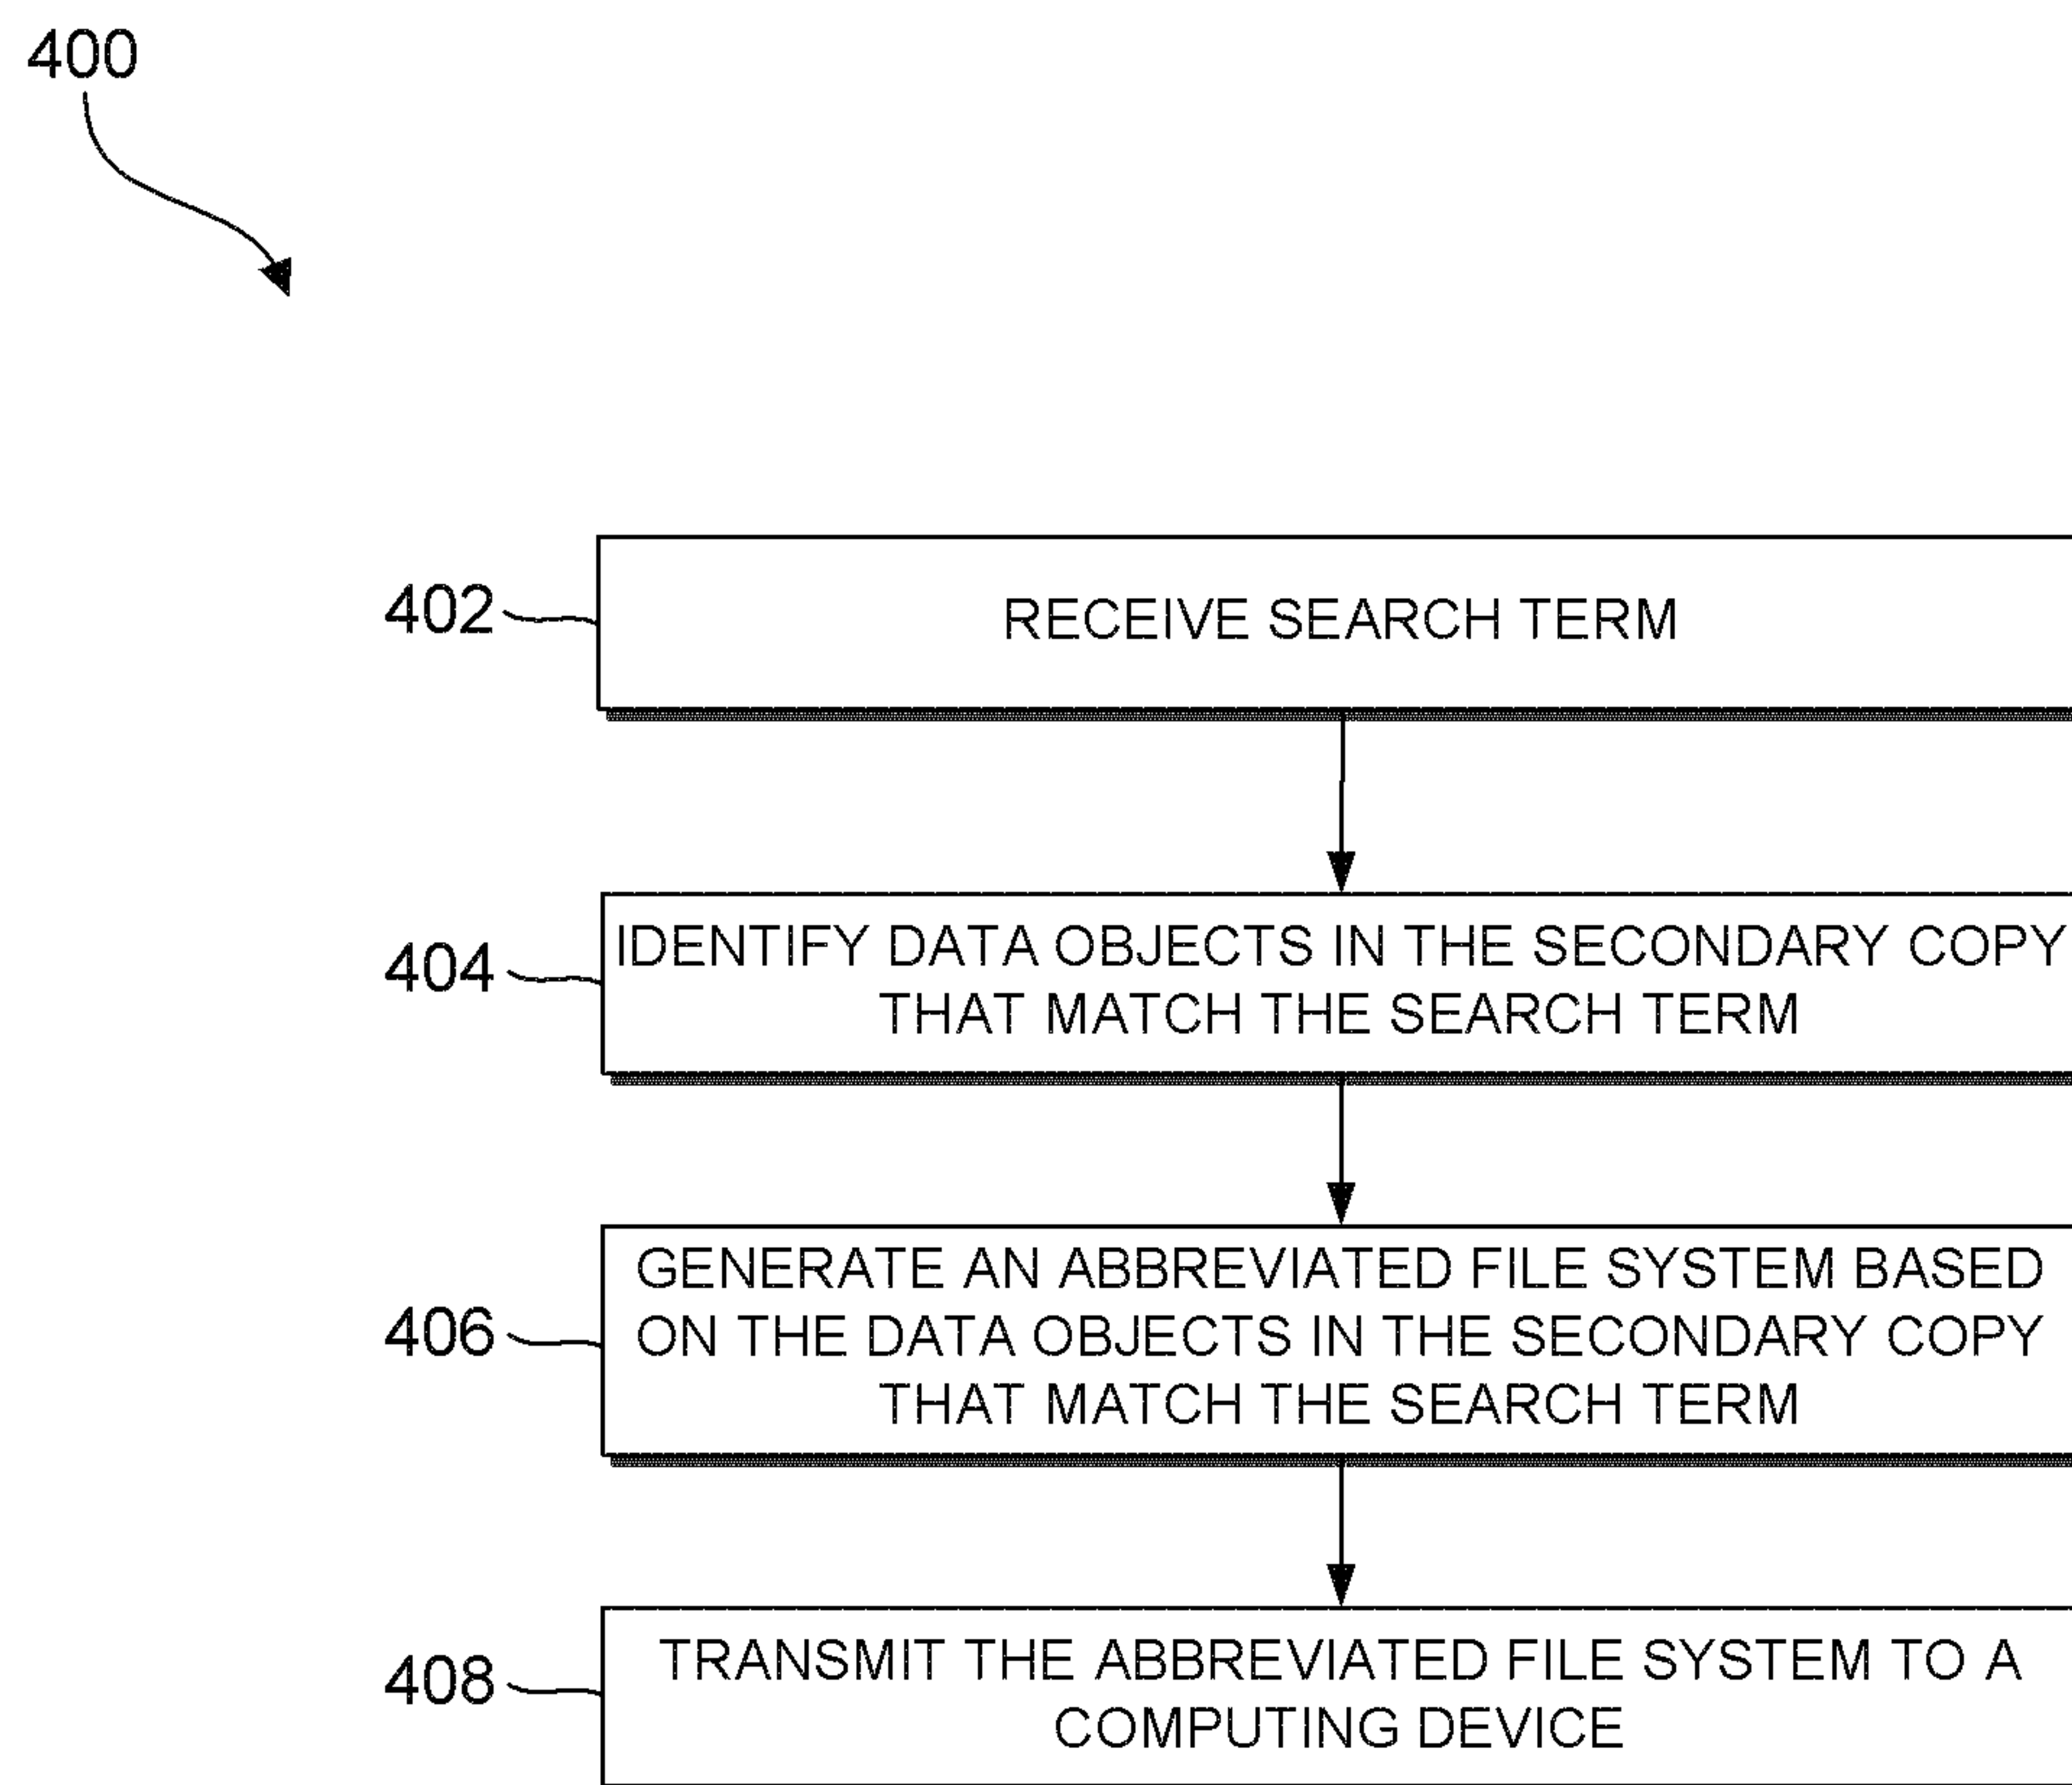 400
402
RECEIVE SEARCH TERM
404
IDENTIFY DATA OBJECTS IN THE SECONDARY COPY
THAT MATCH THE SEARCH TERM
406
GENERATE AN ABBREVIATED FILE SYSTEM BASED
ON THE DATA OBJECTS IN THE SECONDARY COPY
THAT MATCH THE SEARCH TERM
408
TRANSMIT THE ABBREVIATED FILE SYSTEM TO A
COMPUTING DEVICE